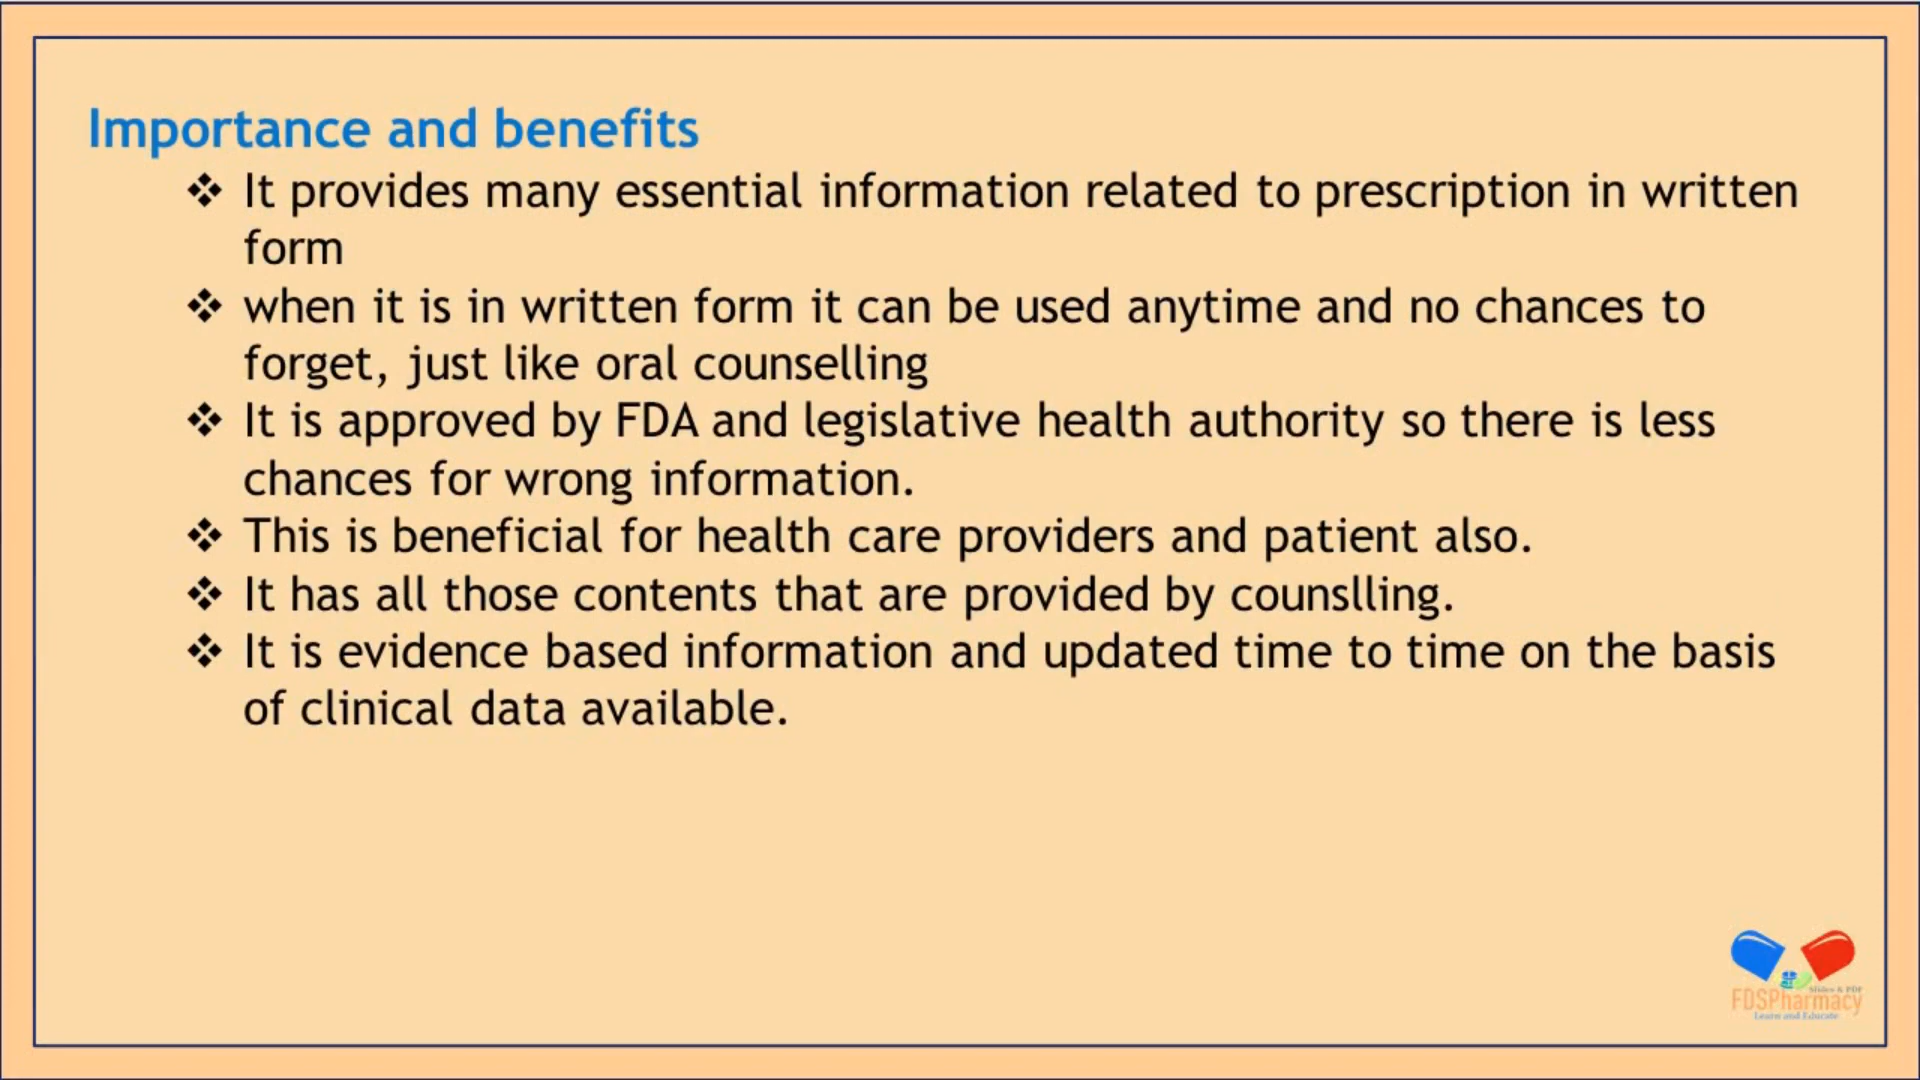 Importance and benefits
❖ It provides many essential information related to prescription in written
form
❖ when it is in written form it can be used anytime and no chances to
forget, just like oral counselling
❖ It is approved by FDA and legislative health authority so there is less
chances for wrong information.
❖ This is beneficial for health care providers and patient also.
❖ It has all those contents that are provided by counslling.
❖ It is evidence based information and updated time to time on the basis
of clinical data available.
Slides & PDF
FDSPharmacy
Learn and Educate